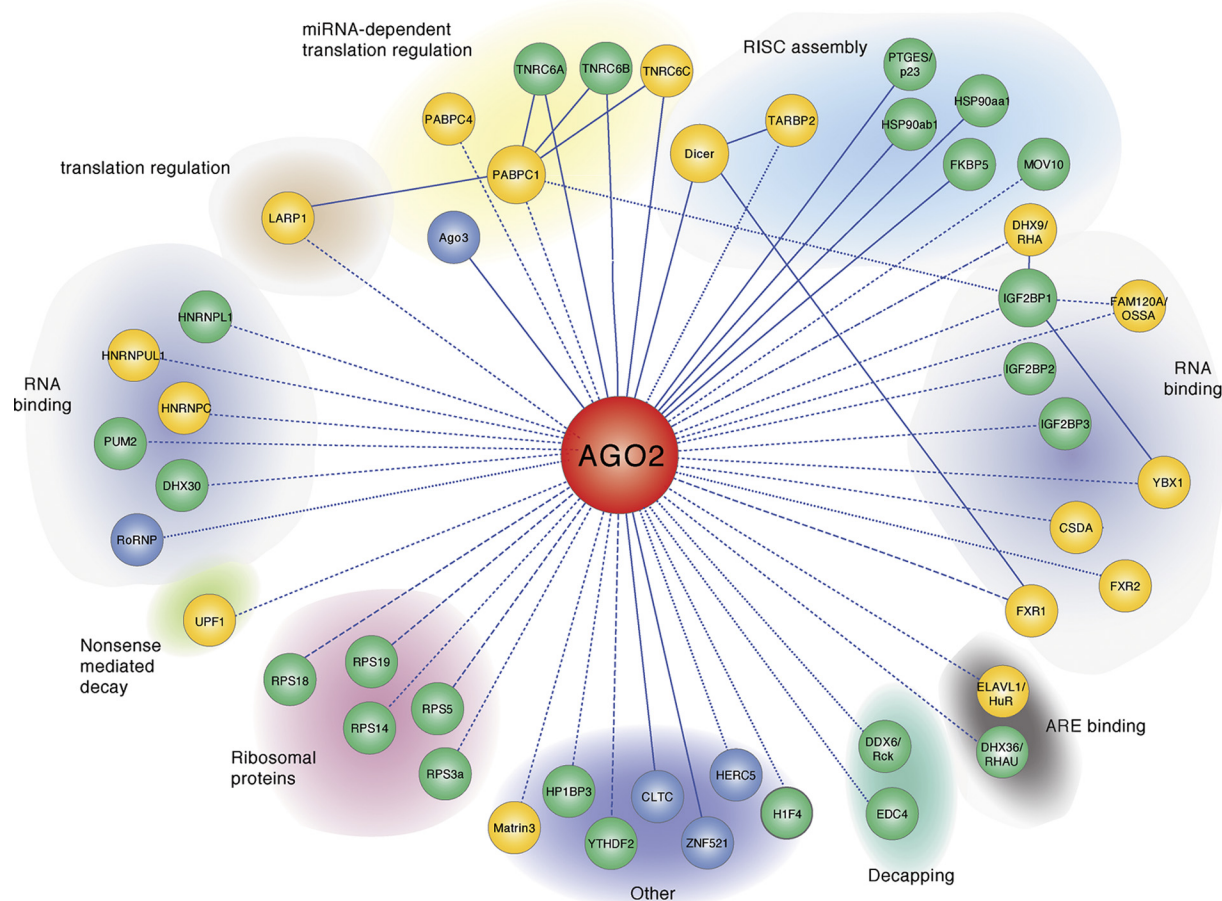 miRNA-dependent
translation regulation
RISC assembly
TNRC6A
TNRC6B
TNRC6C
PTGES/
p23
HSP90aa1
PABPC4
TARBP2
HSP90ab1
Dicer
FKBP5
MOV10
translation regulation
PABPC1
LARP1
Ago3
DHX9/
RHA
HNRNPL1
IGF2BP1
FAM120A/
OSSA
HNRNPUL1
IGF2BP2
RNA
binding
RNA
binding
HNRNPC
IGF2BP3
PUM2
AGO2
DHX30
YBX1
RoRNP
CSDA
FXR2
UPF1
FXR1
Nonsense
mediated
decay
RPS18
RPS19
RPS5
RPS14
RPS3a
Ribosomal
proteins
ELAVL1/
HuR
ARE binding
DHX36/
RHAU
DDX6/
Rck
EDC4
Decapping
HP1BP3
CLTC
HERC5
H1F4
Matrin3
YTHDF2
ZNF521
Other